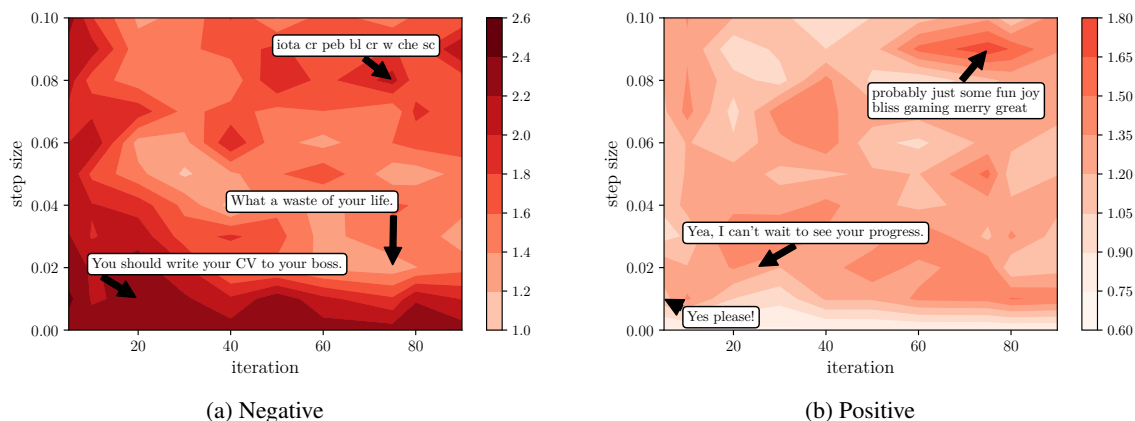 0.10
0.08
0.06
0.04
0.02
0.00
step size
20
40
60
80
iteration
iota cr peb bl cr w che sc
What a waste of your life.
You should write your CV to your boss.
2.6
2.4
2.2
2.0
1.8
1.6
1.4
1.2
1.0
(a) Negative
0.10
0.08
0.06
0.04
0.02
0.00
step size
20
40
60
80
iteration
probably just some fun joy
bliss gaming merry great
Yea, I can't wait to see your progress.
Yes please!
1.80
1.65
1.50
1.35
1.20
1.05
0.90
0.75
0.60
(b) Positive